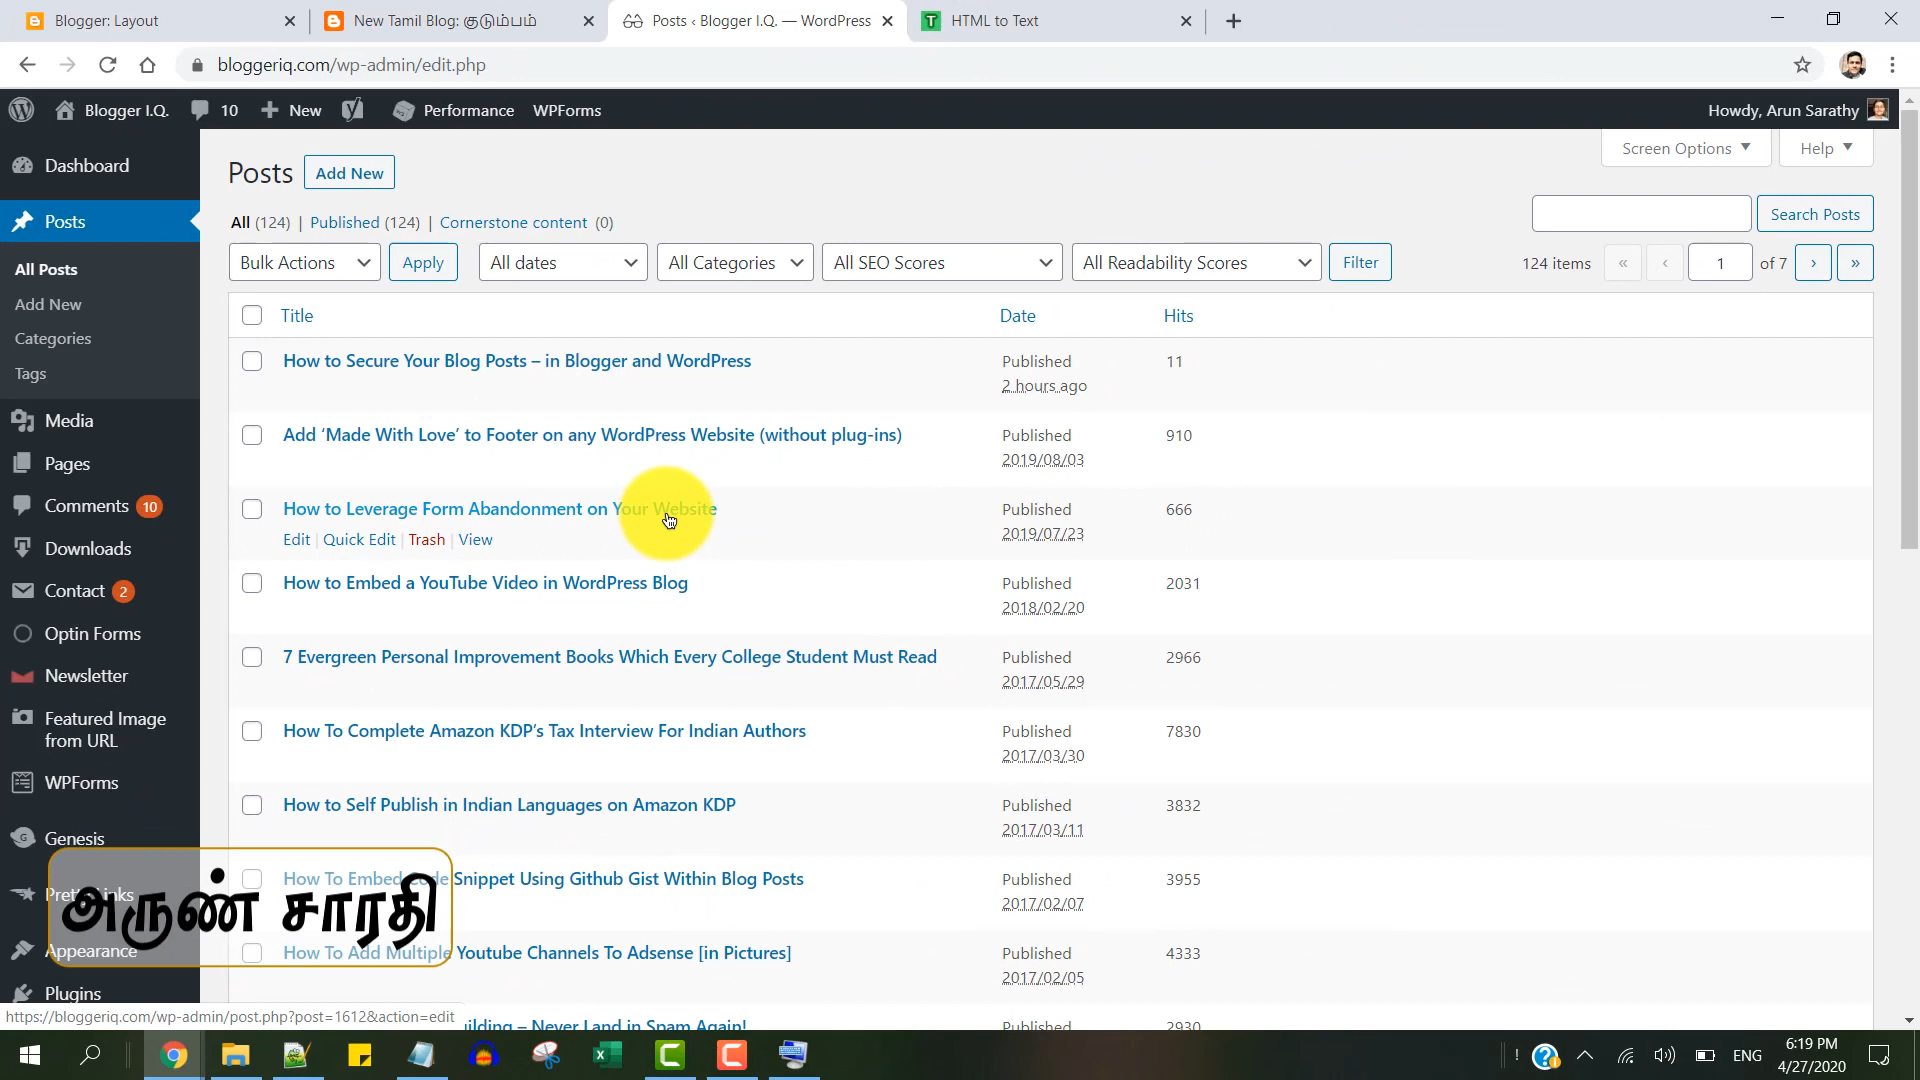 Blogger: Layout
New Tamil Blog: குடும்பம்
Posts ‹ Blogger I.Q. — WordPress
HTML to Text
bloggeriq.com/wp-admin/edit.php
Blogger I.Q.
10
New
Performance
WPForms
Howdy, Arun Sarathy
Dashboard
Posts
All Posts
Add New
Categories
Tags
Media
Pages
Comments 10
Downloads
Contact 2
Optin Forms
Newsletter
Featured Image
from URL
WPForms
Genesis
Appearance
Plugins
Screen Options
Help
Posts
Add New
All (124) | Published (124) | Cornerstone content (0)
Search Posts
Bulk Actions
Apply
All dates
All Categories
All SEO Scores
All Readability Scores
Filter
124 items « ‹ 1 of 7 › »
Title Date Hits
How to Secure Your Blog Posts – in Blogger and WordPress
Published
2 hours ago
11
Add ‘Made With Love’ to Footer on any WordPress Website (without plug-ins)
Published
2019/08/03
910
How to Leverage Form Abandonment on Your Website
Edit | Quick Edit | Trash | View
Published
2019/07/23
666
How to Embed a YouTube Video in WordPress Blog
Published
2018/02/20
2031
7 Evergreen Personal Improvement Books Which Every College Student Must Read
Published
2017/05/29
2966
How To Complete Amazon KDP’s Tax Interview For Indian Authors
Published
2017/03/30
7830
How to Self Publish in Indian Languages on Amazon KDP
Published
2017/03/11
3832
How To Embed Code Snippet Using Github Gist Within Blog Posts
Published
2017/02/07
3955
How To Add Multiple Youtube Channels To Adsense [in Pictures]
Published
2017/02/05
4333
– Never Land in Spam Again!
Published
2930
அருண் சாரதி
https://bloggeriq.com/wp-admin/post.php?post=1612&action=edit
ENG
6:19 PM
4/27/2020